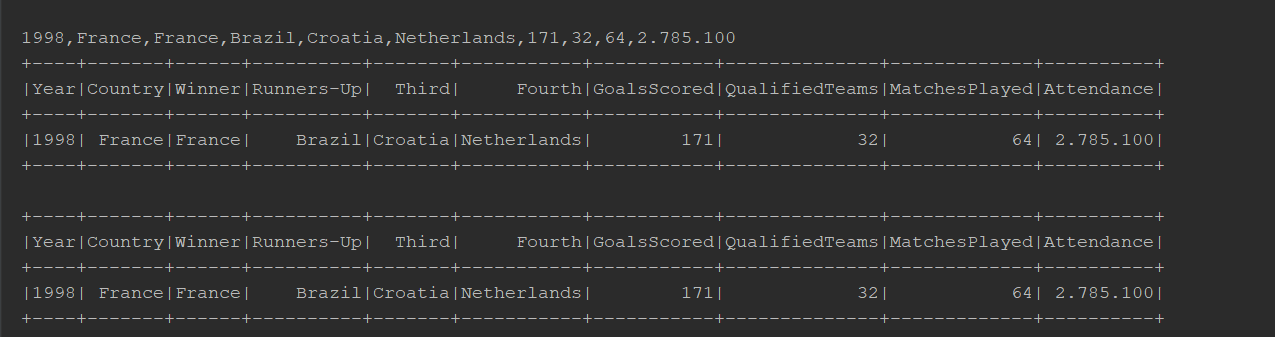 1998,France,France,Brazil,Croatia,Netherlands,171,32,64,2.785.100
+----+-------+------+----------+-------+-----------+-----------+--------------+-------------+----------+
|Year|Country|Winner|Runners-Up|  Third|     Fourth|GoalsScored|QualifiedTeams|MatchesPlayed|Attendance|
+----+-------+------+----------+-------+-----------+-----------+--------------+-------------+----------+
|1998| France|France|    Brazil|Croatia|Netherlands|        171|            32|           64| 2.785.100|
+----+-------+------+----------+-------+-----------+-----------+--------------+-------------+----------+
+----+-------+------+----------+-------+-----------+-----------+--------------+-------------+----------+
|Year|Country|Winner|Runners-Up|  Third|     Fourth|GoalsScored|QualifiedTeams|MatchesPlayed|Attendance|
+----+-------+------+----------+-------+-----------+-----------+--------------+-------------+----------+
|1998| France|France|    Brazil|Croatia|Netherlands|        171|            32|           64| 2.785.100|
+----+-------+------+----------+-------+-----------+-----------+--------------+-------------+----------+